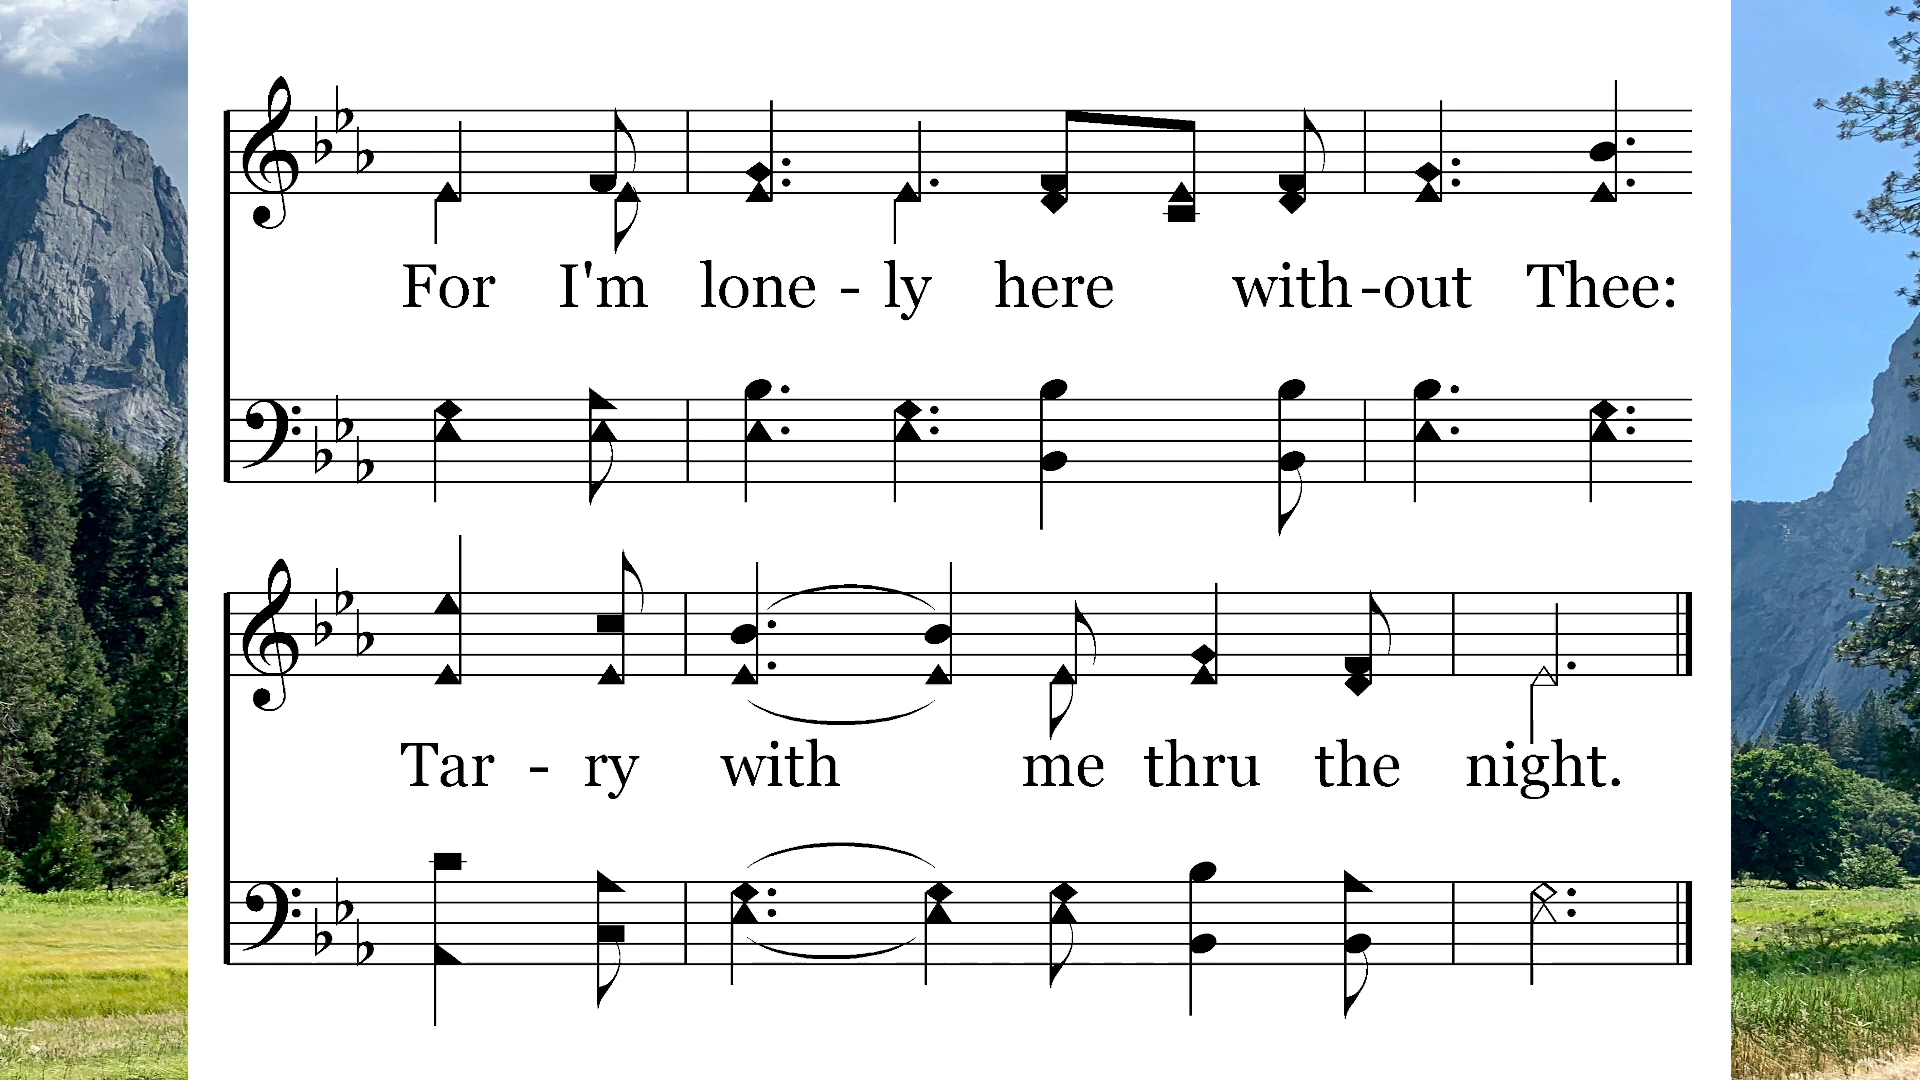 For I'm lone - ly here with - out Thee:
Tar - ry with me thru the night.